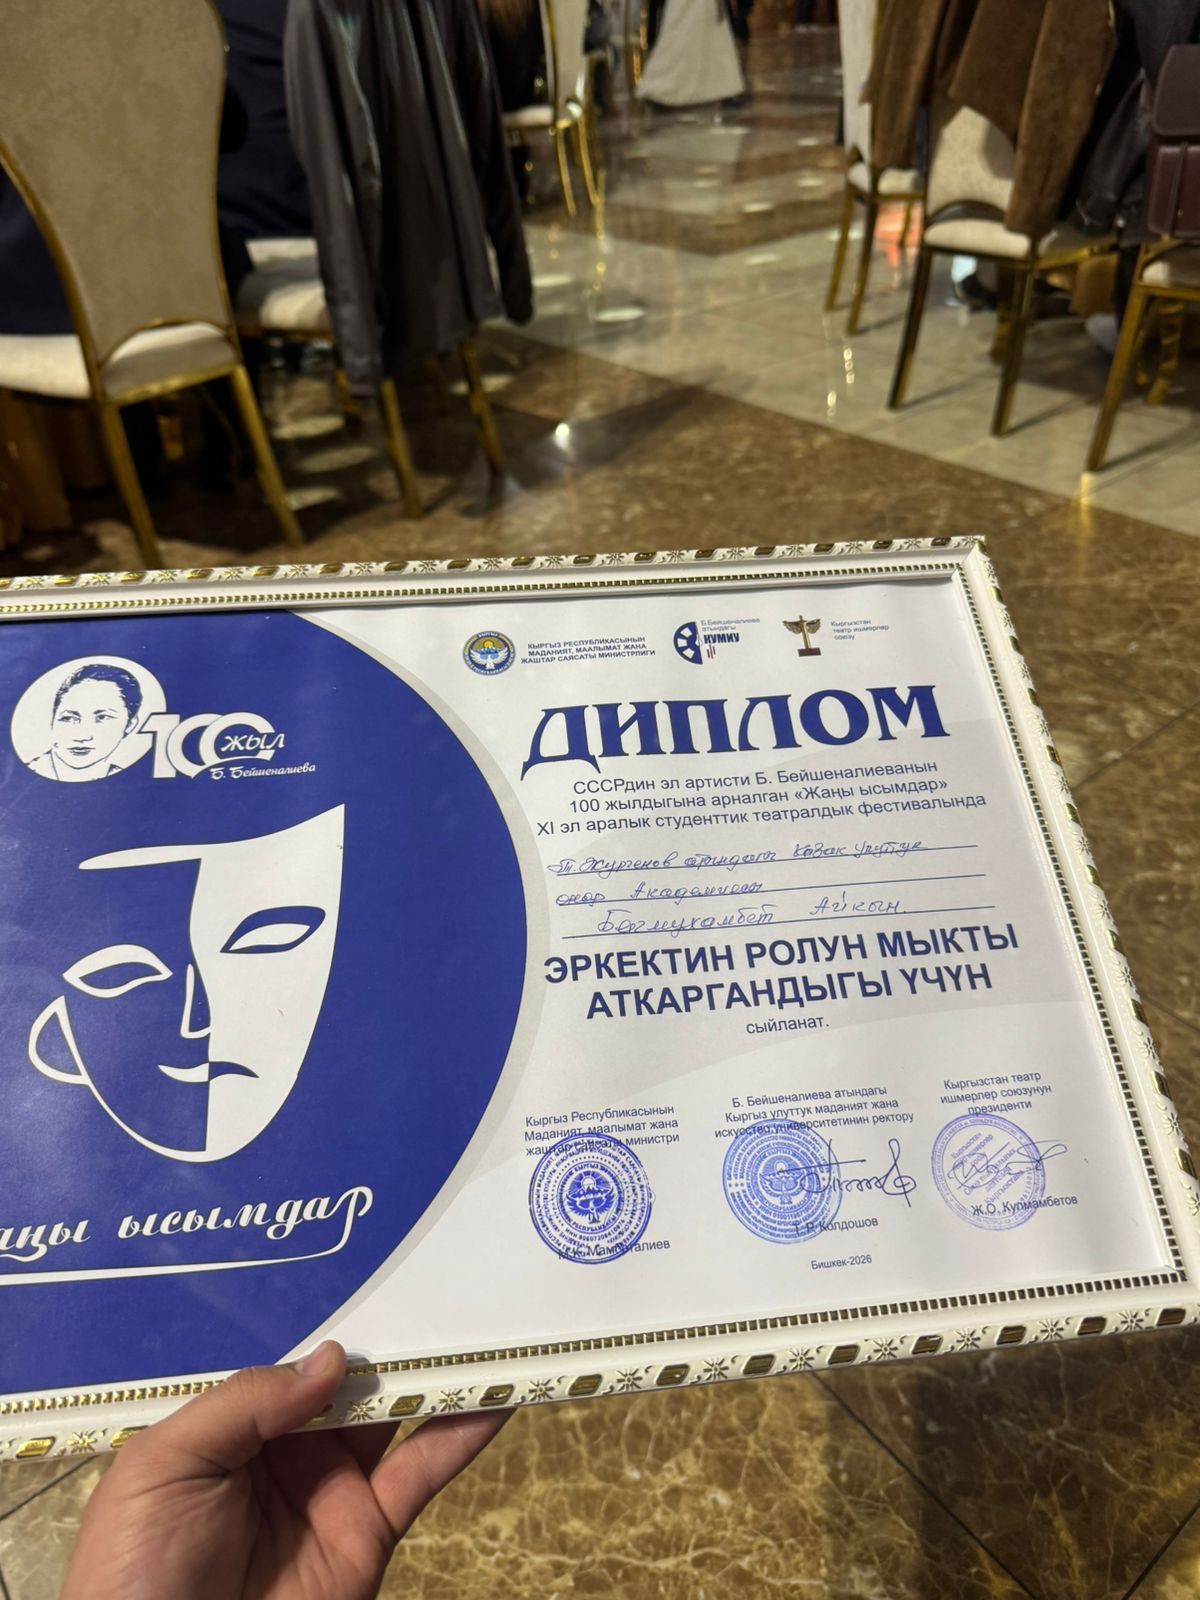 КЫРГЫЗ РЕСПУБЛИКАСЫНЫН
МАДАНИЯТ, МААЛЫМАТ ЖАНА
ЖАШТАР САЯСАТЫ МИНИСТРЛИГИ
Б.Бейшеналиева
атындагы
КУМИУ
Кыргызстан
театр ишмерлер
союзу
100 жыл
Б. Бейшеналиева
ДИПЛОМ
СССРдин эл артисти Б. Бейшеналиеванын
100 жылдыгына арналган «Жаңы ысымдар»
XI эл аралык студенттик театралдык фестивалында
Т. Жургенов атындагы Казак улуттук
онор Академиясы
Бегмухамбет Айкын.
ЭРКЕКТИН РОЛУН МЫКТЫ
АТКАРГАНДЫГЫ ҮЧҮН
сыйланат.
аңы ысымдар
Кыргыз Республикасынын
Маданият, маалымат жана
жаштар саясаты министри
М.К. Маматалиев
Б. Бейшеналиева атындагы
Кыргыз улуттук маданият жана
искусство университетинин ректору
Т. Р. Колдошов
Кыргызстан театр
ишмерлер союзунун
президенти
Ж.О. Кулмамбетов
Бишкек-2026